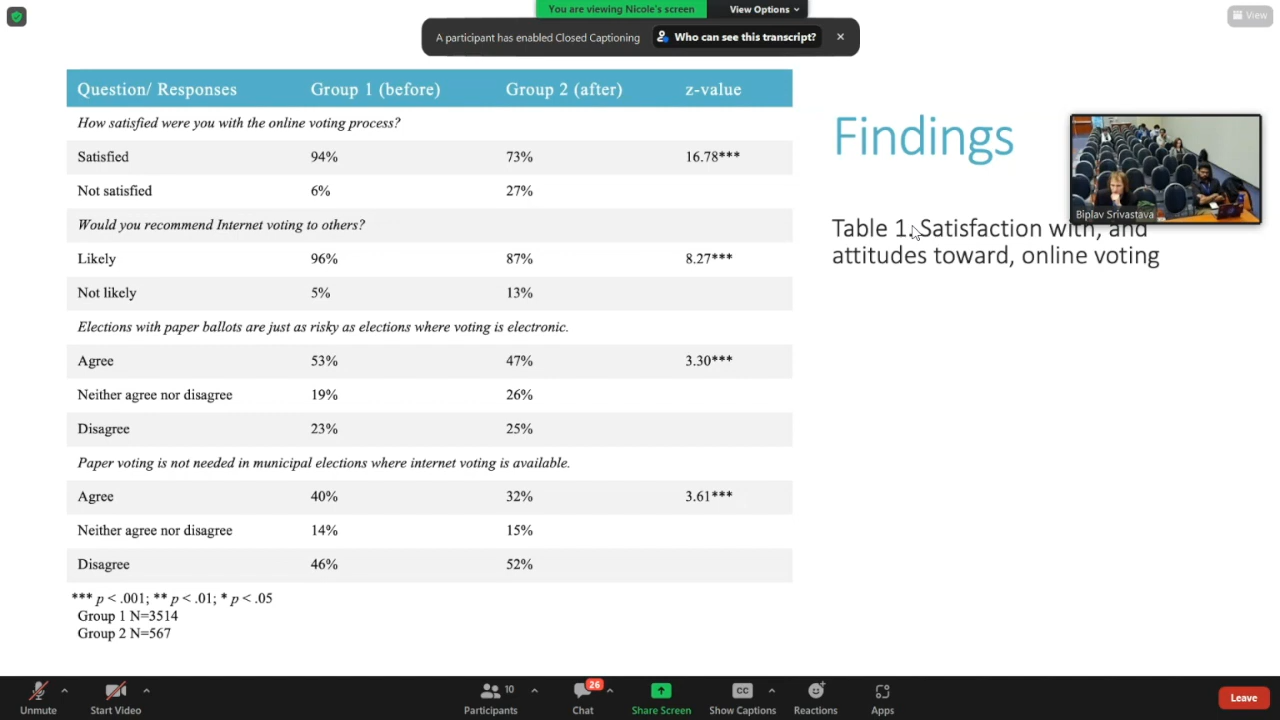 You are viewing Nicole's screen View Options
View
A participant has enabled Closed Captioning Who can see this transcript?
Question/ Responses Group 1 (before) Group 2 (after) z-value
How satisfied were you with the online voting process?
Satisfied 94% 73% 16.78***
Not satisfied 6% 27%
Would you recommend Internet voting to others?
Likely 96% 87% 8.27***
Not likely 5% 13%
Elections with paper ballots are just as risky as elections where voting is electronic.
Agree 53% 47% 3.30***
Neither agree nor disagree 19% 26%
Disagree 23% 25%
Paper voting is not needed in municipal elections where internet voting is available.
Agree 40% 32% 3.61***
Neither agree nor disagree 14% 15%
Disagree 46% 52%
*** p < .001; ** p < .01; * p < .05
Group 1 N=3514
Group 2 N=567
Findings
Biplav Srivastava
Table 1. Satisfaction with, and
attitudes toward, online voting
Unmute
Start Video
Participants 10
Chat 26
Share Screen
CC Show Captions
Reactions
Apps
Leave